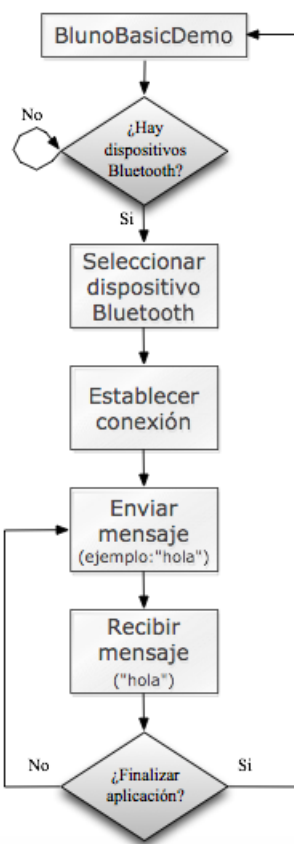 BlunoBasicDemo
No
¿Hay
dispositivos
Bluetooth?
Si
Seleccionar
dispositivo
Bluetooth
Establecer
conexión
Enviar
mensaje
(ejemplo:"hola")
Recibir
mensaje
("hola")
No
¿Finalizar
aplicación?
Si